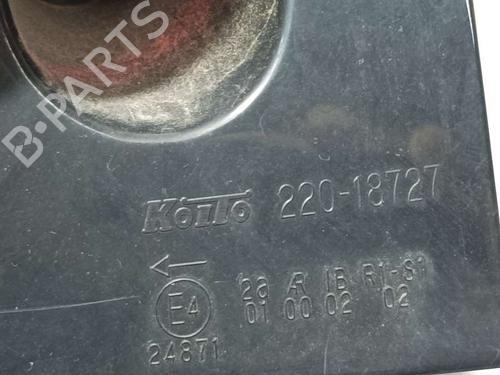 B-PARTS
KOITO 220-18727
E4 2a AR IB R1-S1
01 00 02 02
24871